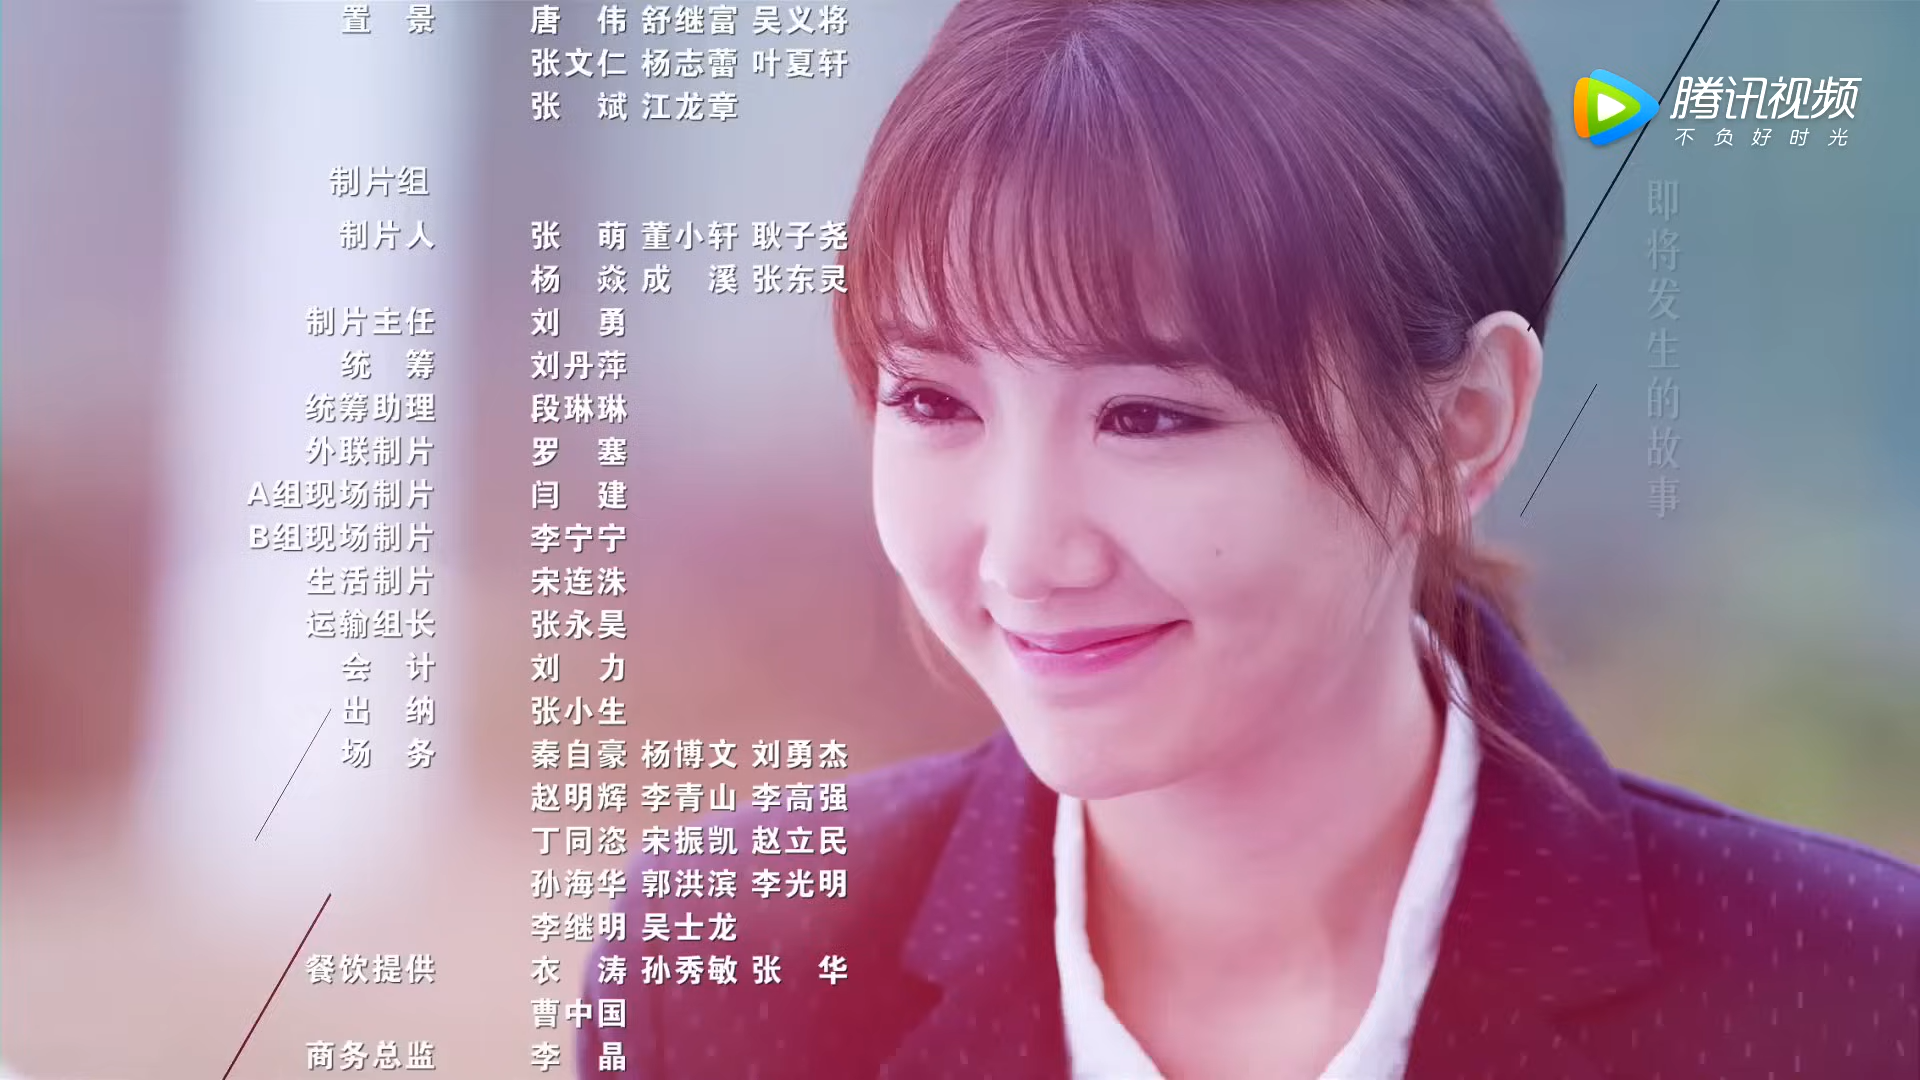 置 景 唐 伟 舒继富 吴义将
张文仁 杨志蕾 叶夏轩
张 斌 江龙章
制片组
制片人 张 萌 董小轩 耿子尧
杨 焱 成 溪 张东灵
制片主任 刘 勇
统 筹 刘丹萍
统筹助理 段琳琳
外联制片 罗 塞
A组现场制片 闫 建
B组现场制片 李宁宁
生活制片 宋连洙
运输组长 张永昊
会 计 刘 力
出 纳 张小生
场 务 秦自豪 杨博文 刘勇杰
赵明辉 李青山 李高强
丁同恣 宋振凯 赵立民
孙海华 郭洪滨 李光明
李继明 吴士龙
餐饮提供 衣 涛 孙秀敏 张 华
曹中国
商务总监 李 晶
腾讯视频
不负好时光
即将发生的故事